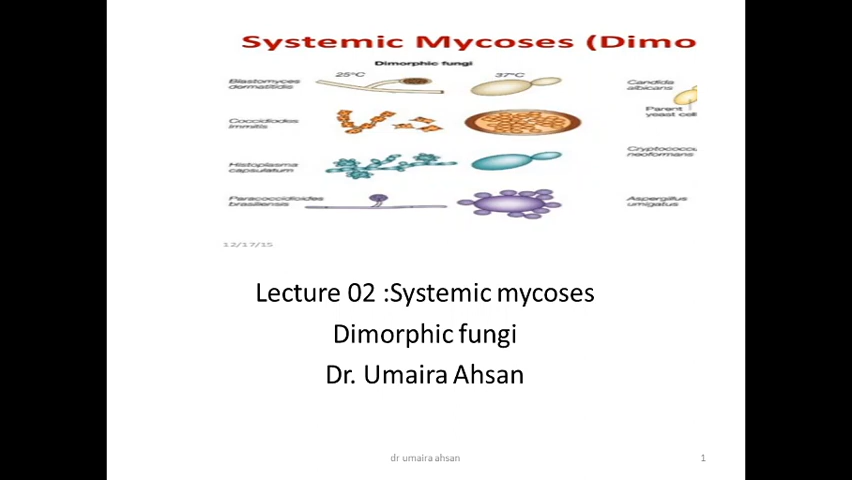 Systemic Mycoses (Dimo
Dimorphic fungi
25°C
37°C
Blastomyces
dermatitidis
Candida
albicans
Parent
yeast cell
Coccidiodes
immitis
Cryptococcu
neoformans
Histoplasma
capsulatum
Paracoccidioides
brasiliensis
Aspergillus
umigatus
12/17/15
Lecture 02 :Systemic mycoses
Dimorphic fungi
Dr. Umaira Ahsan
dr umaira ahsan
1